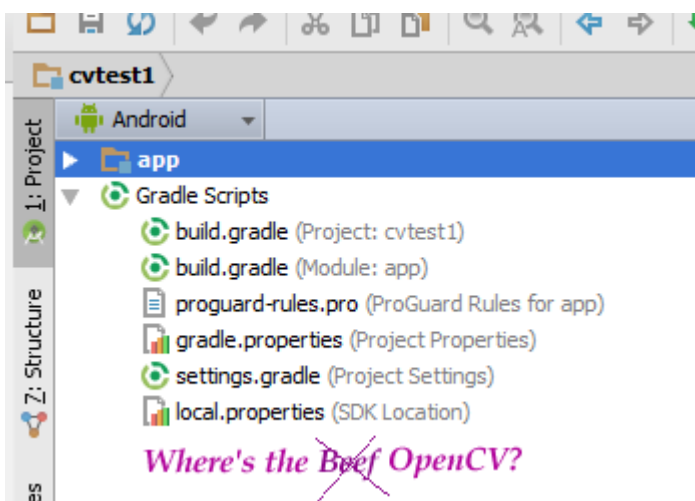 cvtest1
Android
1: Project
app
Gradle Scripts
build.gradle (Project: cvtest1)
build.gradle (Module: app)
proguard-rules.pro (ProGuard Rules for app)
gradle.properties (Project Properties)
settings.gradle (Project Settings)
local.properties (SDK Location)
7: Structure
Where's the Beef OpenCV?